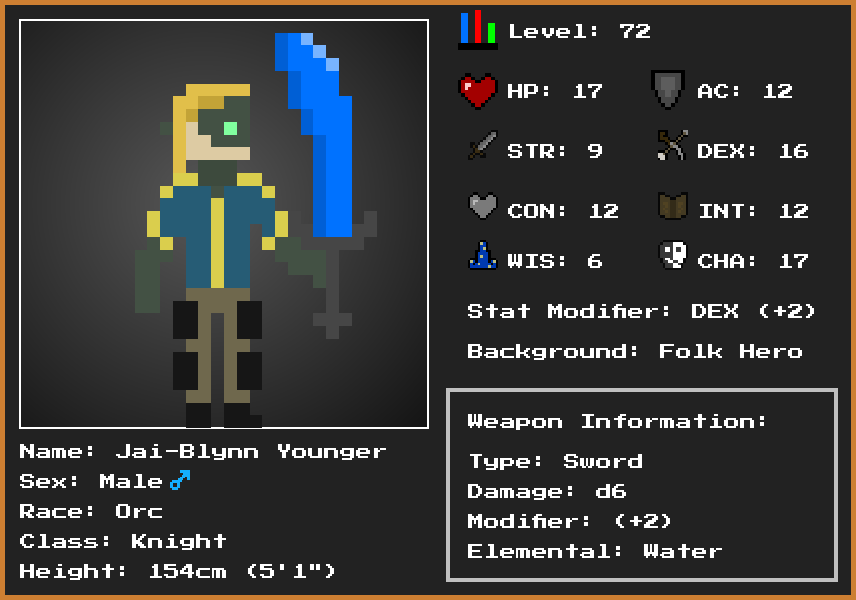 Level: 72
HP: 17
AC: 12
STR: 9
DEX: 16
CON: 12
INT: 12
WIS: 6
CHA: 17
Stat Modifier: DEX (+2)
Background: Folk Hero
Weapon Information:
Type: Sword
Damage: d6
Modifier: (+2)
Elemental: Water
Name: Jai-Blynn Younger
Sex: Male ♂
Race: Orc
Class: Knight
Height: 154cm (5'1")